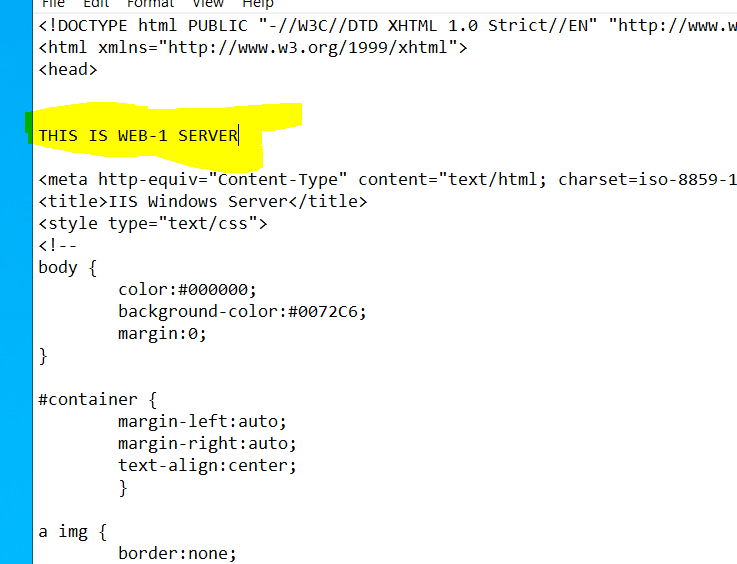 File Edit Format View Help
<!DOCTYPE html PUBLIC "-//W3C//DTD XHTML 1.0 Strict//EN" "http://www.w
<html xmlns="http://www.w3.org/1999/xhtml">
<head>
THIS IS WEB-1 SERVER
<meta http-equiv="Content-Type" content="text/html; charset=iso-8859-1
<title>IIS Windows Server</title>
<style type="text/css">
<!--
body {
color:#000000;
background-color:#0072C6;
margin:0;
}
#container {
margin-left:auto;
margin-right:auto;
text-align:center;
}
a img {
border:none;